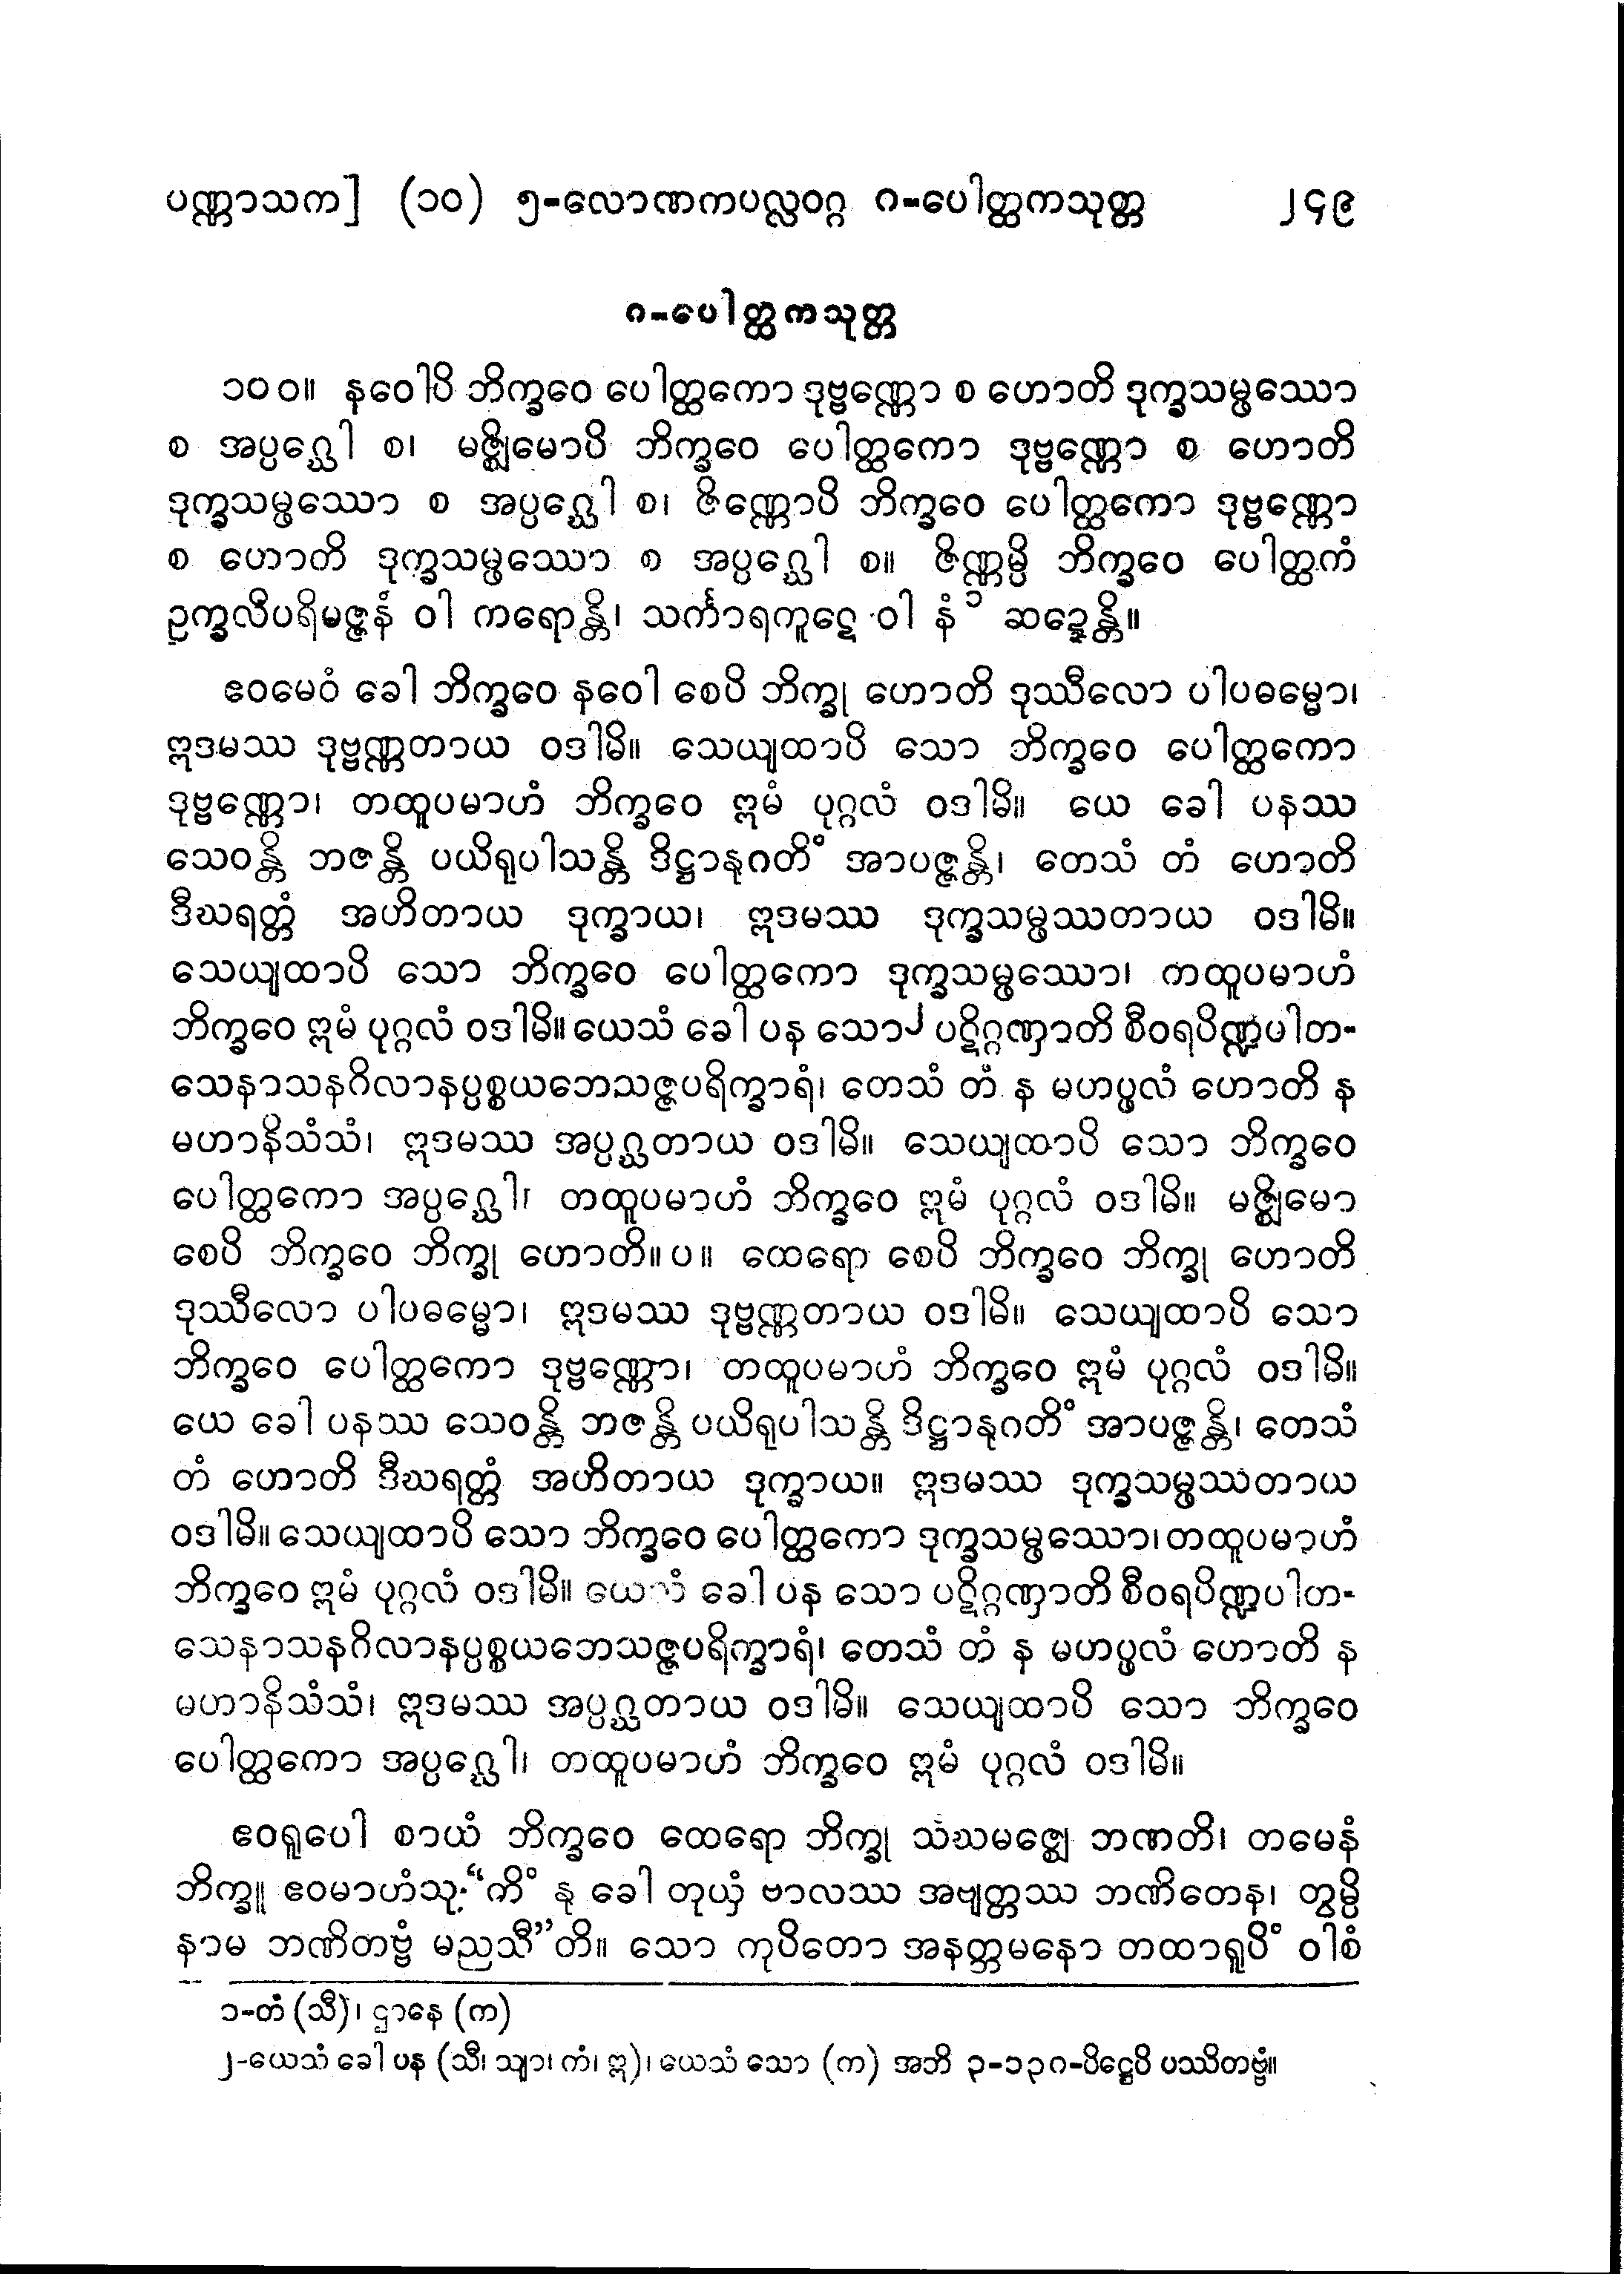 ပဏ္ဏာသက] (၁၀) ၅-လောဏကပလ္လဝဂ္ဂ ၈-ပေါတ္ထကသုတ္တ ၂၄၉
၈-ပေါတ္ထကသုတ္တ
၁၀၀။ နဝေါပိ ဘိက္ခဝေ ပေါတ္ထကော ဒုဗ္ဗဏ္ဏော စ ဟောတိ ဒုက္ခသမ္ဖဿော
စ အပ္ပဂ္ဃေါ စ၊ မဇ္ဈိမောပိ ဘိက္ခဝေ ပေါတ္ထကော ဒုဗ္ဗဏ္ဏော စ ဟောတိ
ဒုက္ခသမ္ဖဿော စ အပ္ပဂ္ဃေါ စ၊ ဇိဏ္ဏောပိ ဘိက္ခဝေ ပေါတ္ထကော ဒုဗ္ဗဏ္ဏော
စ ဟောတိ ဒုက္ခသမ္ဖဿော စ အပ္ပဂ္ဃေါ စ။ ဇိဏ္ဏမ္ပိ ဘိက္ခဝေ ပေါတ္ထကံ
ဥက္ခလိပရိမဇ္ဇနံ ဝါ ကရောန္တိ၊ သင်္ကာရကူဋေ ဝါ နံ၁ ဆဍ္ဍေန္တိ။
ဧဝမေဝံ ခေါ ဘိက္ခဝေ နဝေါ စေပိ ဘိက္ခု ဟောတိ ဒုဿီလော ပါပဓမ္မော၊
ဣဒမဿ ဒုဗ္ဗဏ္ဏတာယ ဝဒါမိ။ သေယျထာပိ သော ဘိက္ခဝေ ပေါတ္ထကော
ဒုဗ္ဗဏ္ဏော၊ တထူပမာဟံ ဘိက္ခဝေ ဣမံ ပုဂ္ဂလံ ဝဒါမိ။ ယေ ခေါ ပနဿ
သေဝန္တိ ဘဇန္တိ ပယိရုပါသန္တိ ဒိဋ္ဌာနုဂတိံ အာပဇ္ဇန္တိ၊ တေသံ တံ ဟောတိ
ဒီဃရတ္တံ အဟိတာယ ဒုက္ခာယ၊ ဣဒမဿ ဒုက္ခသမ္ဖဿတာယ ဝဒါမိ။
သေယျထာပိ သော ဘိက္ခဝေ ပေါတ္ထကော ဒုက္ခသမ္ဖဿော၊ တထူပမာဟံ
ဘိက္ခဝေ ဣမံ ပုဂ္ဂလံ ဝဒါမိ။ ယေသံ ခေါ ပန သော၂ ပဋိဂ္ဂဏှာတိ စီဝရပိဏ္ဍပါတ-
သေနာသနဂိလာနပ္ပစ္စယဘေသဇ္ဇပရိက္ခာရံ၊ တေသံ တံ န မဟပ္ဖလံ ဟောတိ န
မဟာနိသံသံ၊ ဣဒမဿ အပ္ပဂ္ဃတာယ ဝဒါမိ။ သေယျထာပိ သော ဘိက္ခဝေ
ပေါတ္ထကော အပ္ပဂ္ဃေါ၊ တထူပမာဟံ ဘိက္ခဝေ ဣမံ ပုဂ္ဂလံ ဝဒါမိ။ မဇ္ဈိမော
စေပိ ဘိက္ခဝေ ဘိက္ခု ဟောတိ။ ပ။ ထေရော စေပိ ဘိက္ခဝေ ဘိက္ခု ဟောတိ
ဒုဿီလော ပါပဓမ္မော၊ ဣဒမဿ ဒုဗ္ဗဏ္ဏတာယ ဝဒါမိ။ သေယျထာပိ သော
ဘိက္ခဝေ ပေါတ္ထကော ဒုဗ္ဗဏ္ဏော၊ တထူပမာဟံ ဘိက္ခဝေ ဣမံ ပုဂ္ဂလံ ဝဒါမိ။
ယေ ခေါ ပနဿ သေဝန္တိ ဘဇန္တိ ပယိရုပါသန္တိ ဒိဋ္ဌာနုဂတိံ အာပဇ္ဇန္တိ၊ တေသံ
တံ ဟောတိ ဒီဃရတ္တံ အဟိတာယ ဒုက္ခာယ။ ဣဒမဿ ဒုက္ခသမ္ဖဿတာယ
ဝဒါမိ။ သေယျထာပိ သော ဘိက္ခဝေ ပေါတ္ထကော ဒုက္ခသမ္ဖဿော၊ တထူပမာဟံ
ဘိက္ခဝေ ဣမံ ပုဂ္ဂလံ ဝဒါမိ။ ယေသံ ခေါ ပန သော ပဋိဂ္ဂဏှာတိ စီဝရပိဏ္ဍပါတ-
သေနာသနဂိလာနပ္ပစ္စယဘေသဇ္ဇပရိက္ခာရံ၊ တေသံ တံ န မဟပ္ဖလံ ဟောတိ န
မဟာနိသံသံ၊ ဣဒမဿ အပ္ပဂ္ဃတာယ ဝဒါမိ။ သေယျထာပိ သော ဘိက္ခဝေ
ပေါတ္ထကော အပ္ပဂ္ဃေါ၊ တထူပမာဟံ ဘိက္ခဝေ ဣမံ ပုဂ္ဂလံ ဝဒါမိ။
ဧဝရူပေါ စာယံ ဘိက္ခဝေ ထေရော ဘိက္ခု သံဃမဇ္ဈေ ဘဏတိ၊ တမေနံ
ဘိက္ခူ ဧဝမာဟံသု-“ကိံ နု ခေါ တုယှံ ဗာလဿ အဗျတ္တဿ ဘဏိတေန၊ တွမ္ပိ
နာမ ဘဏိတဗ္ဗံ မညသီ”တိ။ သော ကုပိတော အနတ္တမနော တထာရူပိံ ဝါစံ
၁-တံ (သီ)၊ ဌာနေ (က)
၂-ယေသံ ခေါ ပန (သီ၊ သျာ၊ ကံ၊ ဣ)၊ ယေသံ သော (က) အဘိ ၃-၁၃၈-ပိဋ္ဌေပိ ပဿိတဗ္ဗံ။